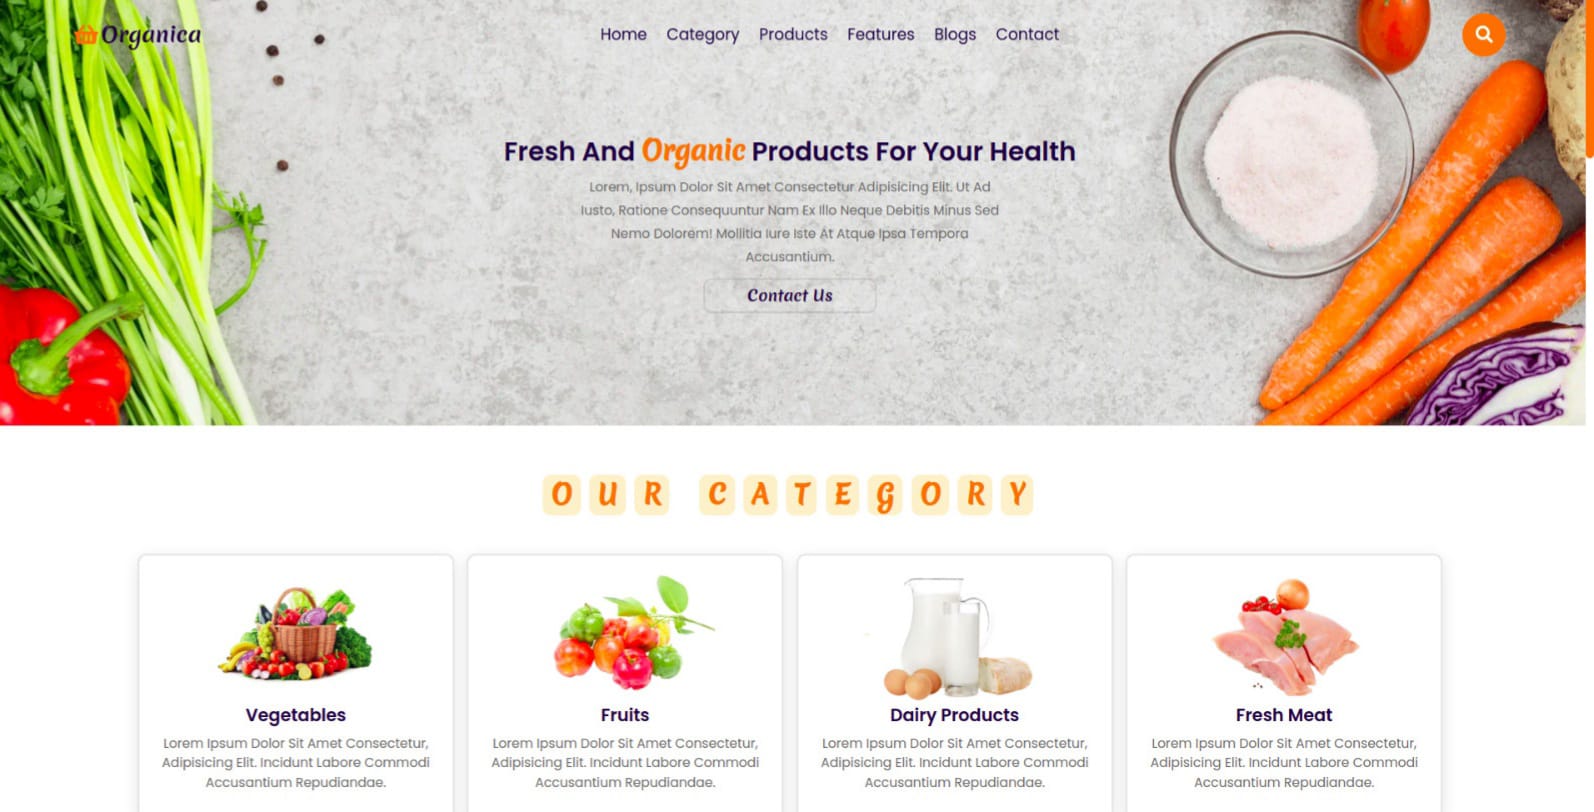 Organica
Home Category Products Features Blogs Contact
Fresh And Organic Products For Your Health
Lorem, Ipsum Dolor Sit Amet Consectetur Adipisicing Elit. Ut Ad
Iusto, Ratione Consequuntur Nam Ex Illo Neque Debitis Minus Sed
Nemo Dolorem! Mollitia Iure Iste At Atque Ipsa Tempora
Accusantium.
Contact Us
OUR CATEGORY
Vegetables
Lorem Ipsum Dolor Sit Amet Consectetur,
Adipisicing Elit. Incidunt Labore Commodi
Accusantium Repudiandae.
Fruits
Lorem Ipsum Dolor Sit Amet Consectetur,
Adipisicing Elit. Incidunt Labore Commodi
Accusantium Repudiandae.
Dairy Products
Lorem Ipsum Dolor Sit Amet Consectetur,
Adipisicing Elit. Incidunt Labore Commodi
Accusantium Repudiandae.
Fresh Meat
Lorem Ipsum Dolor Sit Amet Consectetur,
Adipisicing Elit. Incidunt Labore Commodi
Accusantium Repudiandae.